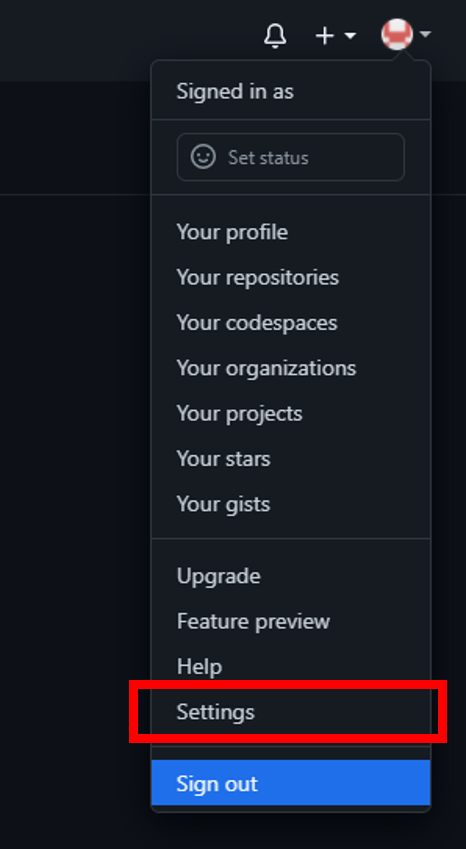 Signed in as
Set status
Your profile
Your repositories
Your codespaces
Your organizations
Your projects
Your stars
Your gists
Upgrade
Feature preview
Help
Settings
Sign out